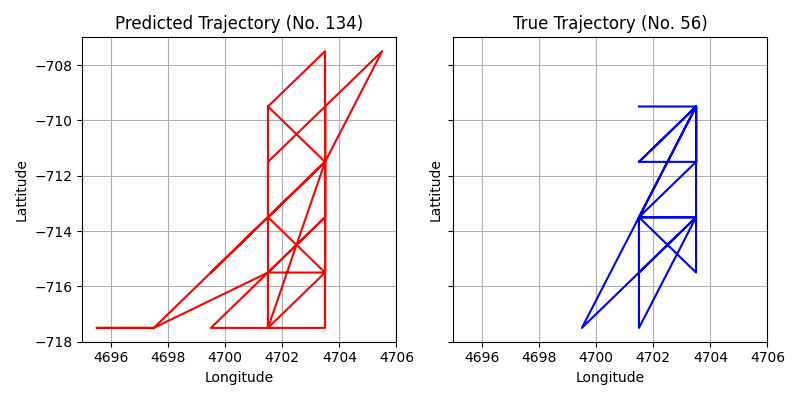 Predicted Trajectory (No. 134)
True Trajectory (No. 56)
Lattitude
−708
−710
−712
−714
−716
−718
4696 4698 4700 4702 4704 4706
Longitude
Lattitude
4696 4698 4700 4702 4704 4706
Longitude